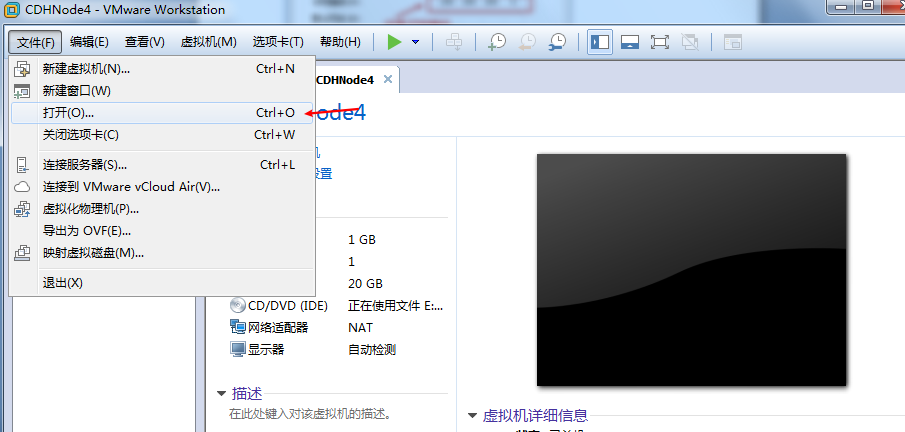 CDHNode4 - VMware Workstation
文件(F) 编辑(E) 查看(V) 虚拟机(M) 选项卡(T) 帮助(H)
新建虚拟机(N)... Ctrl+N
新建窗口(W)
打开(O)... Ctrl+O
关闭选项卡(C) Ctrl+W
连接服务器(S)... Ctrl+L
连接到 VMware vCloud Air(V)...
虚拟化物理机(P)...
导出为 OVF(E)...
映射虚拟磁盘(M)...
退出(X)
CDHNode4
ode4
机
设置
1 GB
1
20 GB
CD/DVD (IDE) 正在使用文件 E:...
网络适配器 NAT
显示器 自动检测
描述
在此处键入对该虚拟机的描述。
虚拟机详细信息